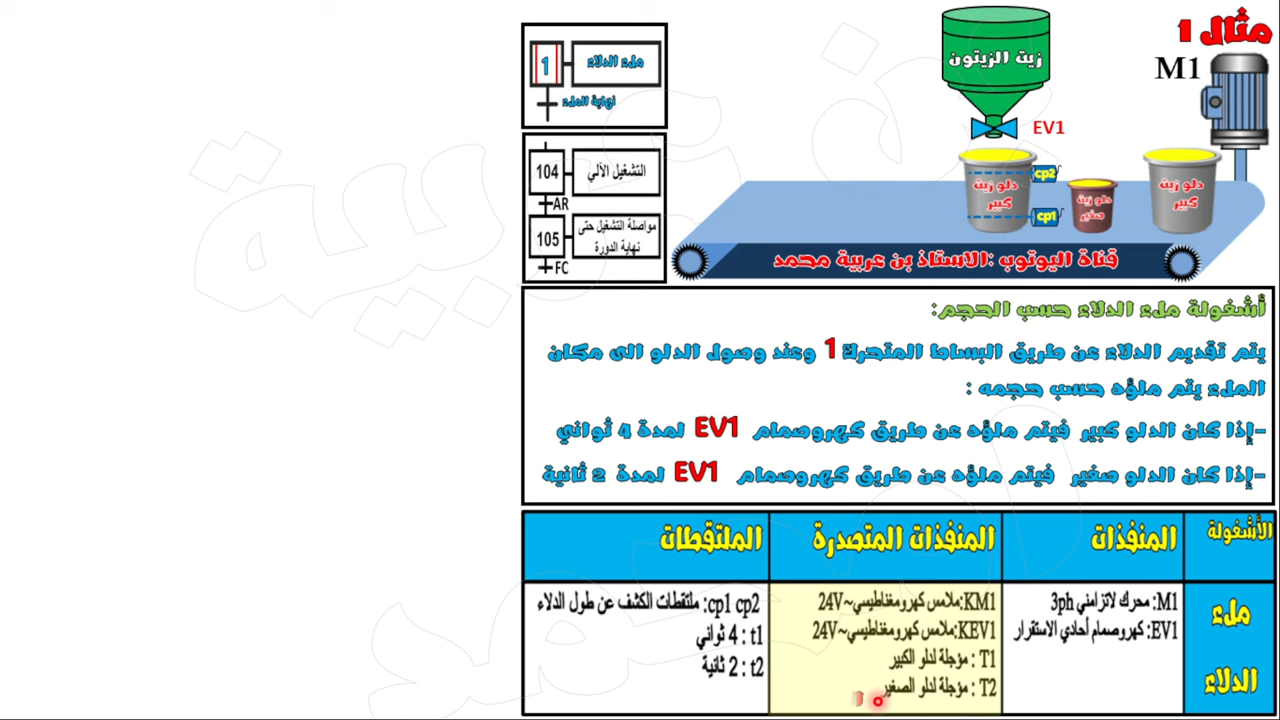 مثال 1
M1
زيت الزيتون
EV1
دلو زيت
كبير
cp2
cp1
دلو زيت
صغير
دلو زيت
كبير
قناة اليوتوب :الاستاذ بن عربية محمد
1
ملء الدلاء
نهاية الملء
104
التشغيل الآلي
AR
105
مواصلة التشغيل حتى
نهاية الدورة
FC
أشغولة ملء الدلاء حسب الحجم:
يتم تقديم الدلاء عن طريق البساط المتحرك 1 وعند وصول الدلو الى مكان
الملء يتم ملؤه حسب حجمه :
-إذا كان الدلو كبير فيتم ملؤه عن طريق كهروصمام EV1 لمدة 4 ثواني
-إذا كان الدلو صغير فيتم ملؤه عن طريق كهروصمام EV1 لمدة 2 ثانية
الأشغولة
المنفذات
المنفذات المتصدرة
الملتقطات
ملء
الدلاء
M1: محرك لاتزامني 3ph
EV1: كهروصمام أحادي الاستقرار
KM1:ملامس كهرومغناطيسي~24V
KEV1:ملامس كهرومغناطيسي~24V
T1 : مؤجلة لدلو الكبير
T2 : مؤجلة لدلو الصغير
cp1 cp2: ملتقطات الكشف عن طول الدلاء
t1 : 4 ثواني
t2 : 2 ثانية